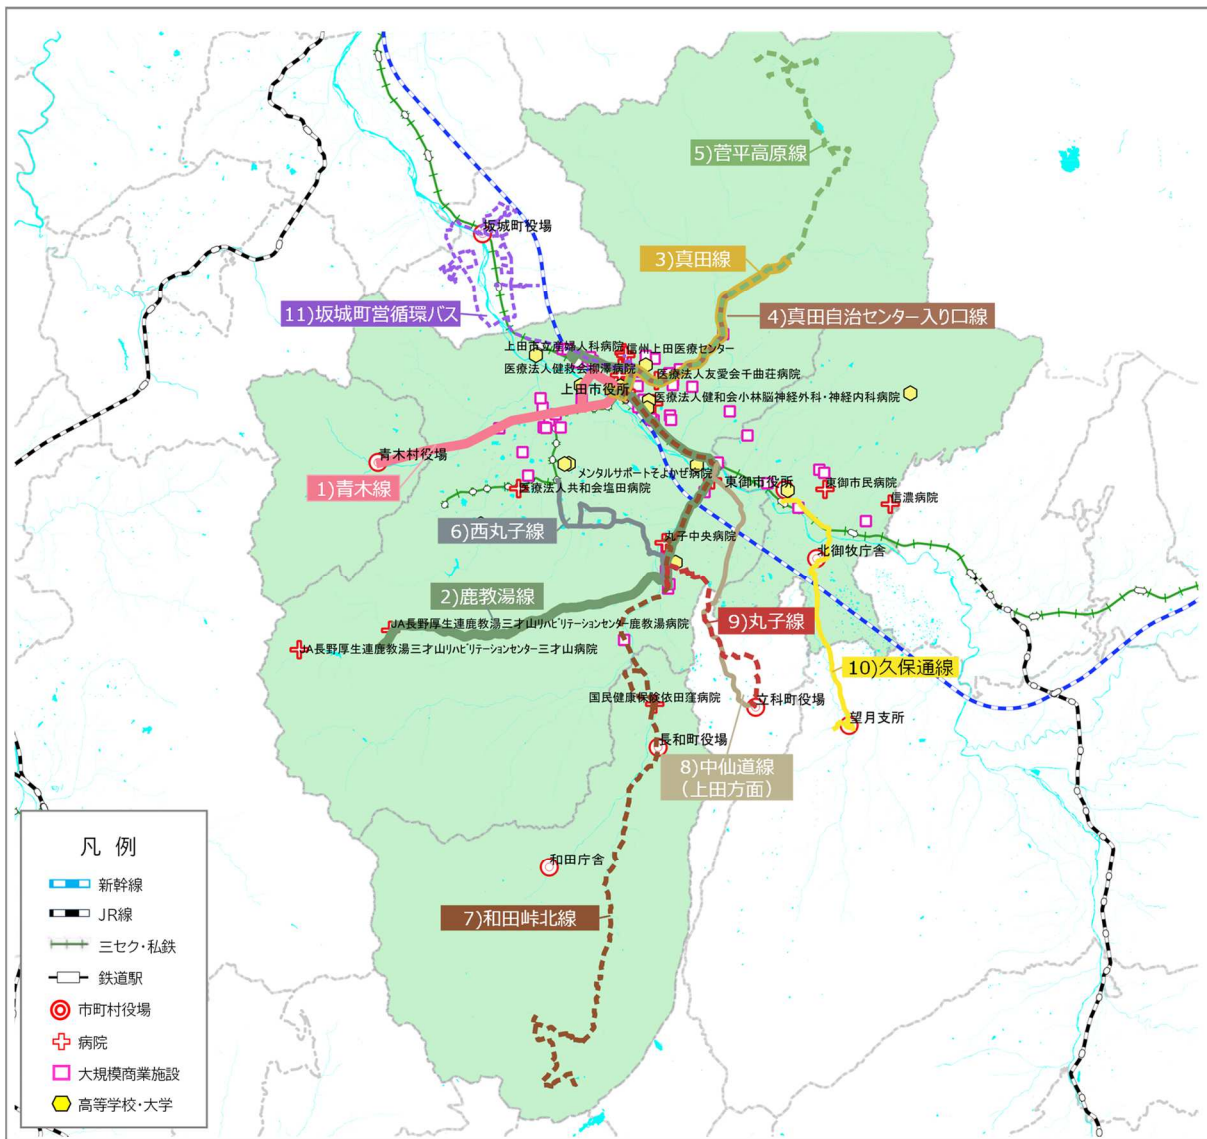 5)菅平高原線
坂城町役場
3)真田線
11)坂城町営循環バス
4)真田自治センター入り口線
上田市立産婦人科病院
信州上田医療センター
医療法人健救会柳澤病院
医療法人友愛会千曲荘病院
上田市役所
医療法人健和会小林脳神経外科・神経内科病院
青木村役場
メンタルサポートそよかぜ病院
東御市役所
1)青木線
医療法人共和会塩田病院
東御市民病院
信濃病院
6)西丸子線
丸子中央病院
北御牧庁舎
2)鹿教湯線
JA長野厚生連鹿教湯三才山リハビリテーションセンター鹿教湯病院
9)丸子線
JA長野厚生連鹿教湯三才山リハビリテーションセンター三才山病院
10)久保通線
国民健康保険依田窪病院
立科町役場
望月支所
長和町役場
8)中仙道線
（上田方面）
和田庁舎
7)和田峠北線
凡 例
新幹線
JR線
三セク・私鉄
鉄道駅
市町村役場
病院
大規模商業施設
高等学校・大学